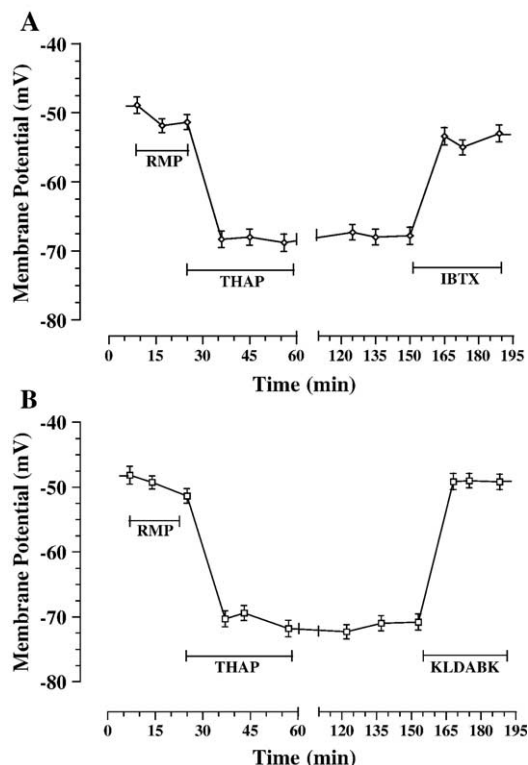 A
Membrane Potential (mV)
-40
-50
-60
-70
-80
RMP
THAP
IBTX
0 15 30 45 60 120 135 150 165 180 195
Time (min)
B
Membrane Potential (mV)
-40
-50
-60
-70
-80
RMP
THAP
KLDABK
0 15 30 45 60 120 135 150 165 180 195
Time (min)